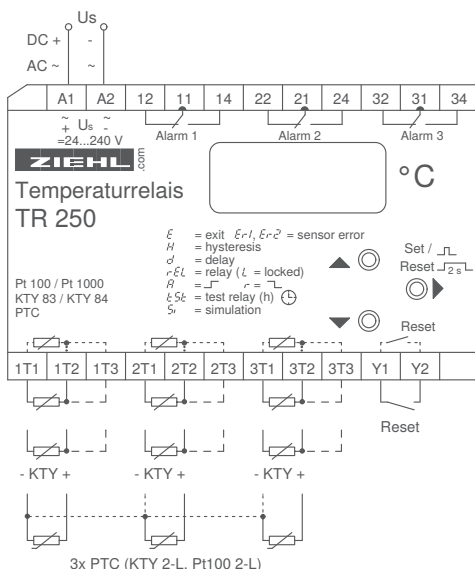 Us
DC + -
AC ~ ~
A1 A2 12 11 14 22 21 24 32 31 34
~ ~
+ Us -
=24...240 V
Alarm 1 Alarm 2 Alarm 3
ZIEHL.com
°C
Temperaturrelais
TR 250
E = exit Er1, Er2 = sensor error
H = hysteresis
d = delay
rEL = relay (L = locked)
A = r =
tSt = test relay (h)
Si = simulation
Set /
Reset 2 s
Pt 100 / Pt 1000
KTY 83 / KTY 84
PTC
Reset
1T1 1T2 1T3 2T1 2T2 2T3 3T1 3T2 3T3 Y1 Y2
Reset
- KTY + - KTY + - KTY +
3x PTC (KTY 2-L, Pt100 2-L)